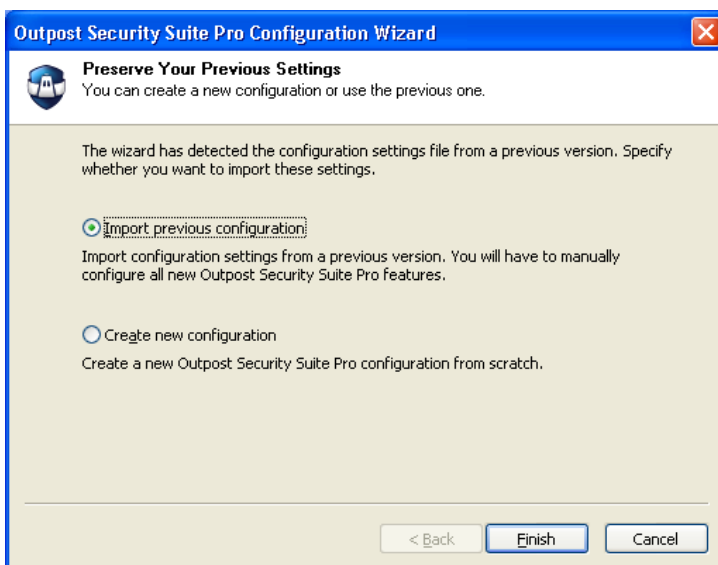 Outpost Security Suite Pro Configuration Wizard
Preserve Your Previous Settings
You can create a new configuration or use the previous one.
The wizard has detected the configuration settings file from a previous version. Specify
whether you want to import these settings.
Import previous configuration
Import configuration settings from a previous version. You will have to manually
configure all new Outpost Security Suite Pro features.
Create new configuration
Create a new Outpost Security Suite Pro configuration from scratch.
< Back Finish Cancel